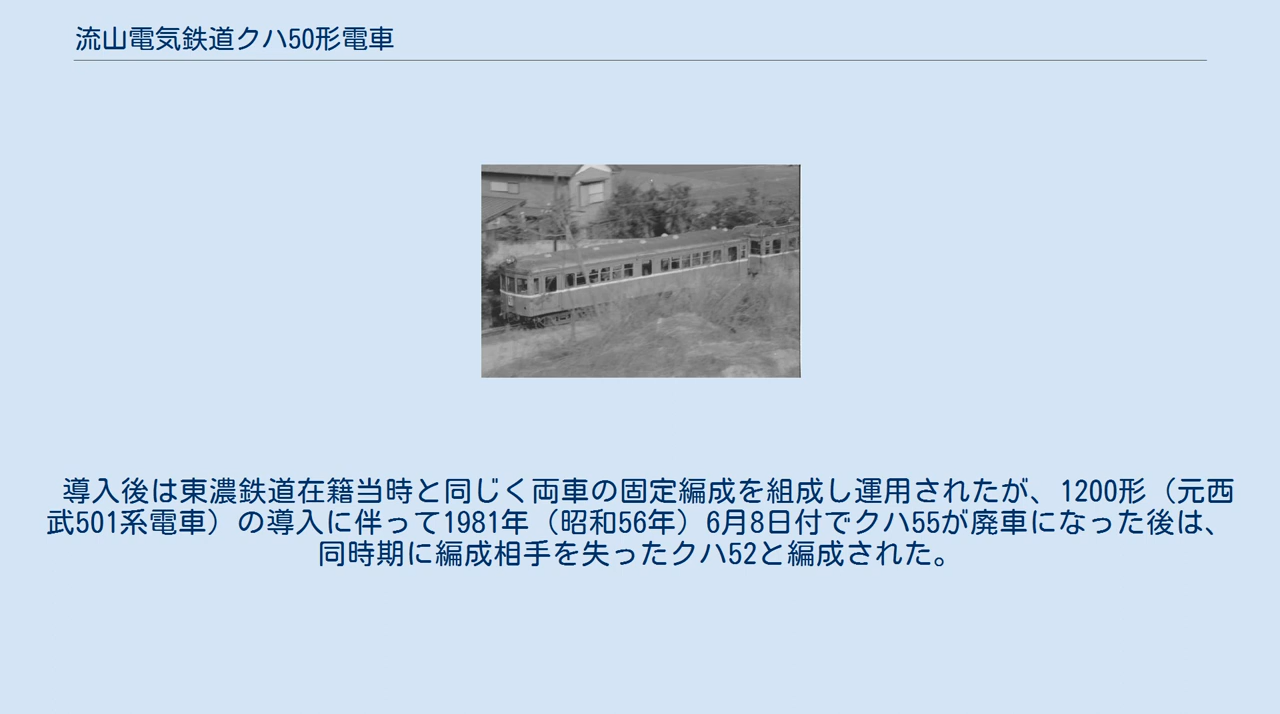 流山電気鉄道クハ50形電車
導入後は東濃鉄道在籍当時と同じく両車の固定編成を組成し運用されたが、1200形（元西
武501系電車）の導入に伴って1981年（昭和56年）6月8日付でクハ55が廃車になった後は、
同時期に編成相手を失ったクハ52と編成された。